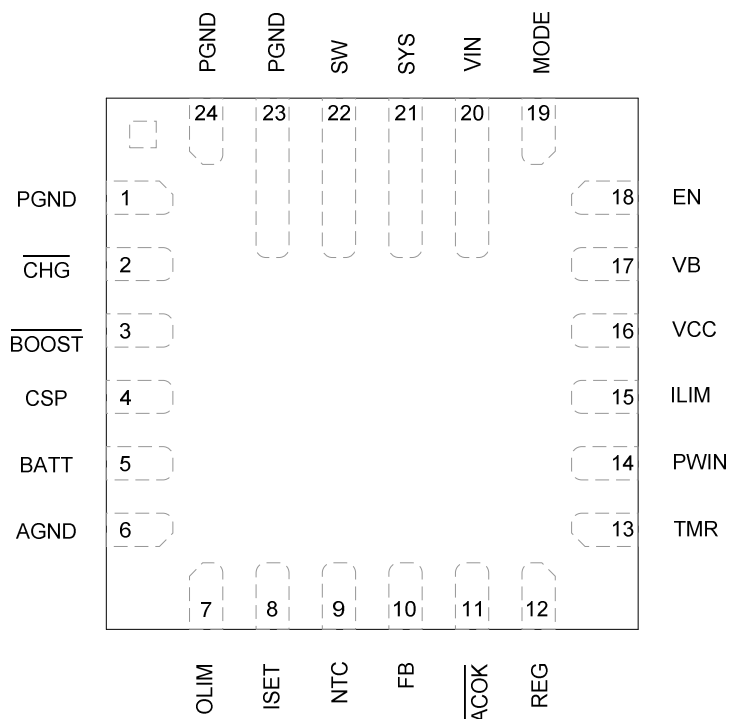 PGND PGND SW SYS VIN MODE
24 23 22 21 20 19
PGND 1 18 EN
CHG 2 17 VB
BOOST 3 16 VCC
CSP 4 15 ILIM
BATT 5 14 PWIN
AGND 6 13 TMR
7 8 9 10 11 12
OLIM ISET NTC FB ACOK REG